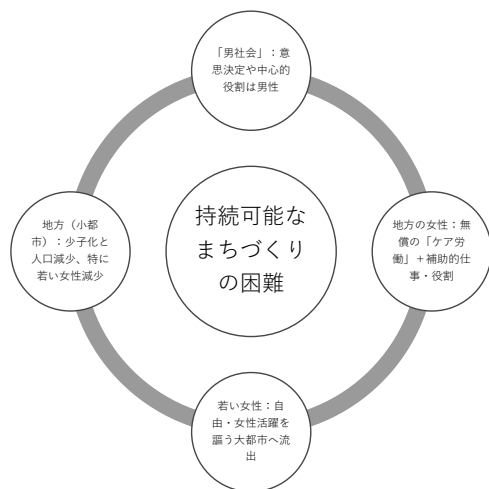 「男社会」：意
思決定や中心的
役割は男性
地方（小都
市）：少子化と
人口減少、特に
若い女性減少
持続可能な
まちづくり
の困難
地方の女性：無
償の「ケア労
働」＋補助的仕
事・役割
若い女性：自
由・女性活躍を
謳う大都市へ流
出